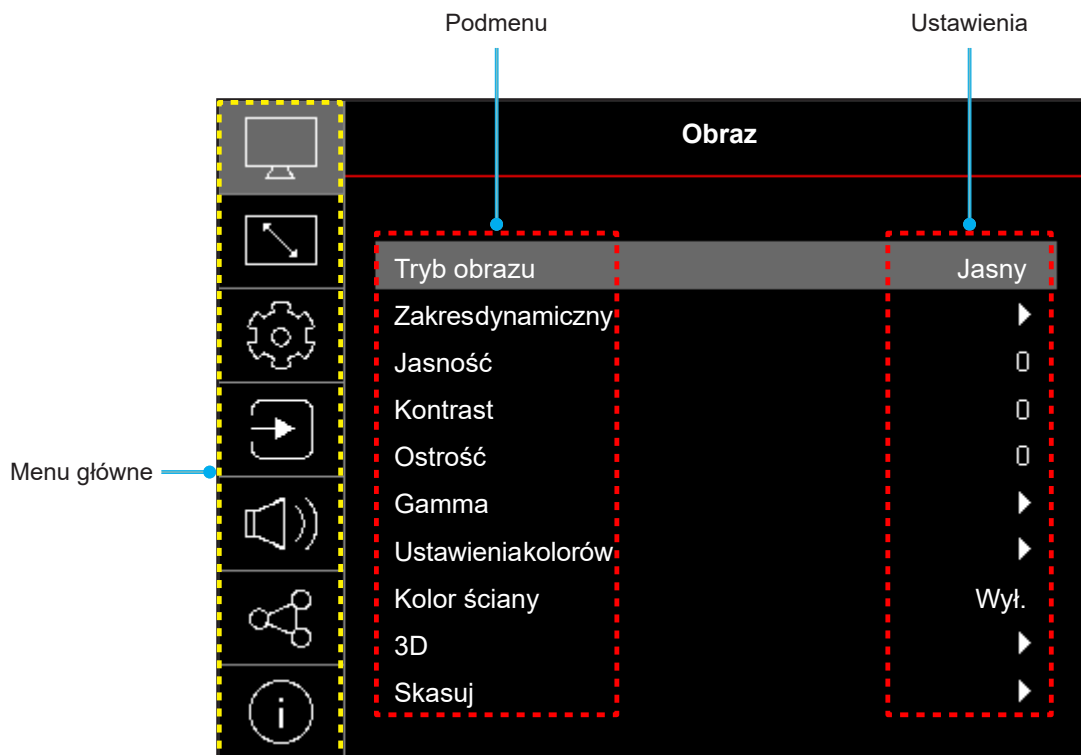 Podmenu Ustawienia
Obraz
Tryb obrazu Jasny
Zakresdynamiczny
Jasność 0
Kontrast 0
Ostrość 0
Menu główne
Gamma
Ustawieniakolorów
Kolor ściany Wył.
3D
Skasuj
i